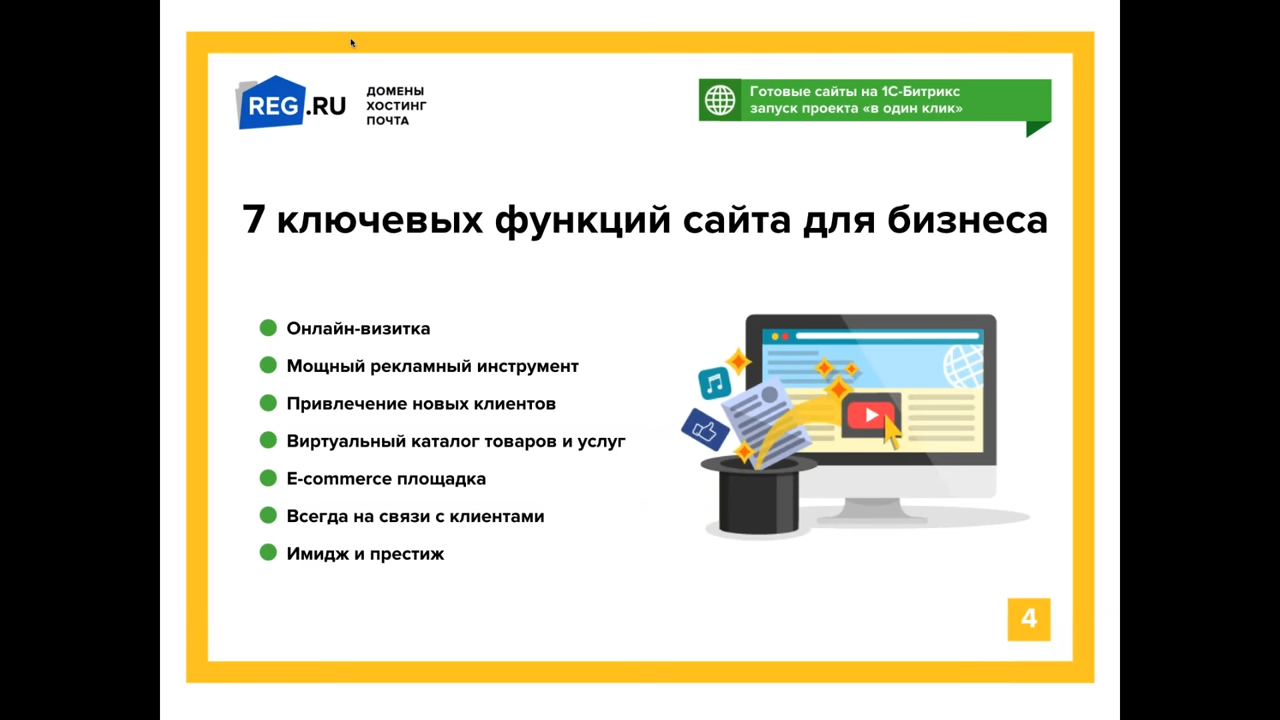 REG.RU
ДОМЕНЫ
ХОСТИНГ
ПОЧТА
Готовые сайты на 1С-Битрикс
запуск проекта «в один клик»
7 ключевых функций сайта для бизнеса
Онлайн-визитка
Мощный рекламный инструмент
Привлечение новых клиентов
Виртуальный каталог товаров и услуг
E-commerce площадка
Всегда на связи с клиентами
Имидж и престиж
4